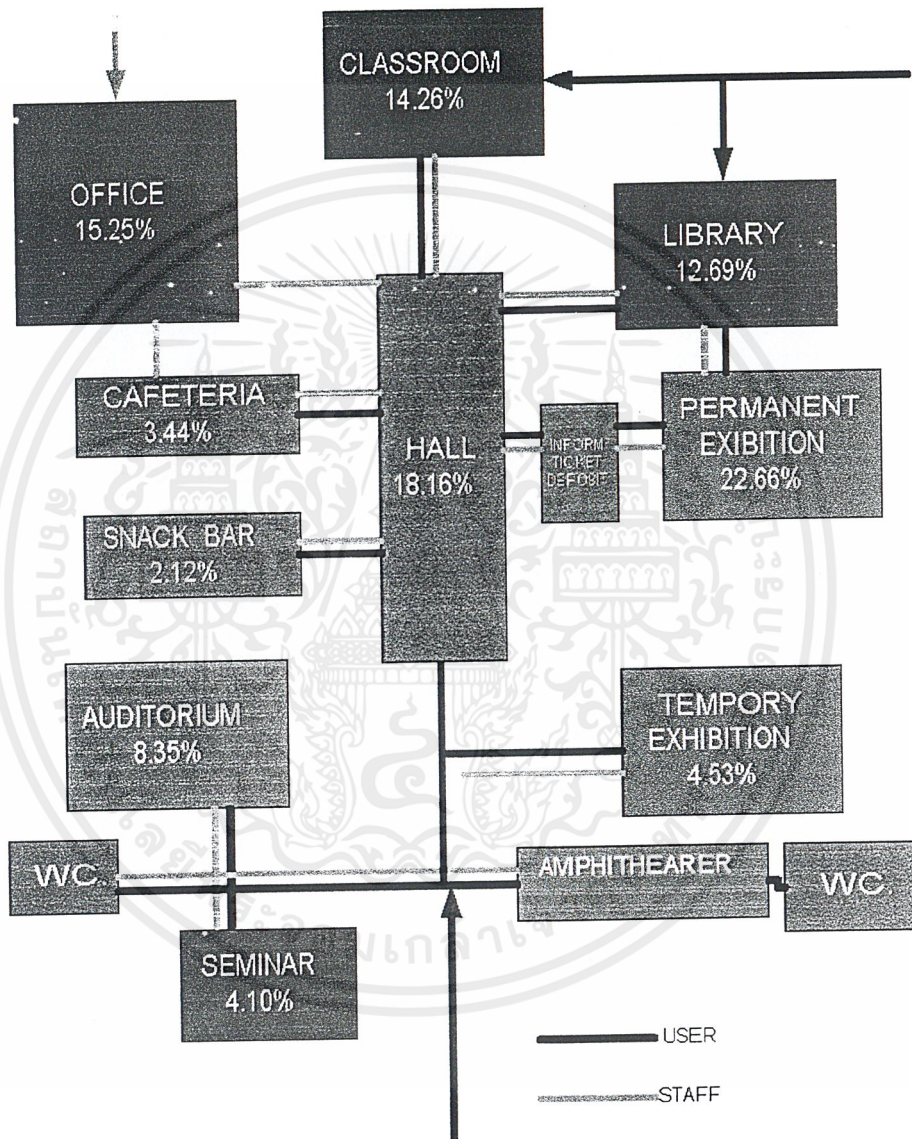 CLASSROOM
14.26%
OFFICE
15.25%
LIBRARY
12.69%
CAFETERIA
3.44%
HALL
18.16%
INFORM
TICKET
DEPOSIT
PERMANENT
EXIBITION
22.66%
SNACK BAR
2.12%
AUDITORIUM
8.35%
TEMPORY
EXHIBITION
4.53%
WC.
AMPHITHEARER
WC.
SEMINAR
4.10%
USER
STAFF